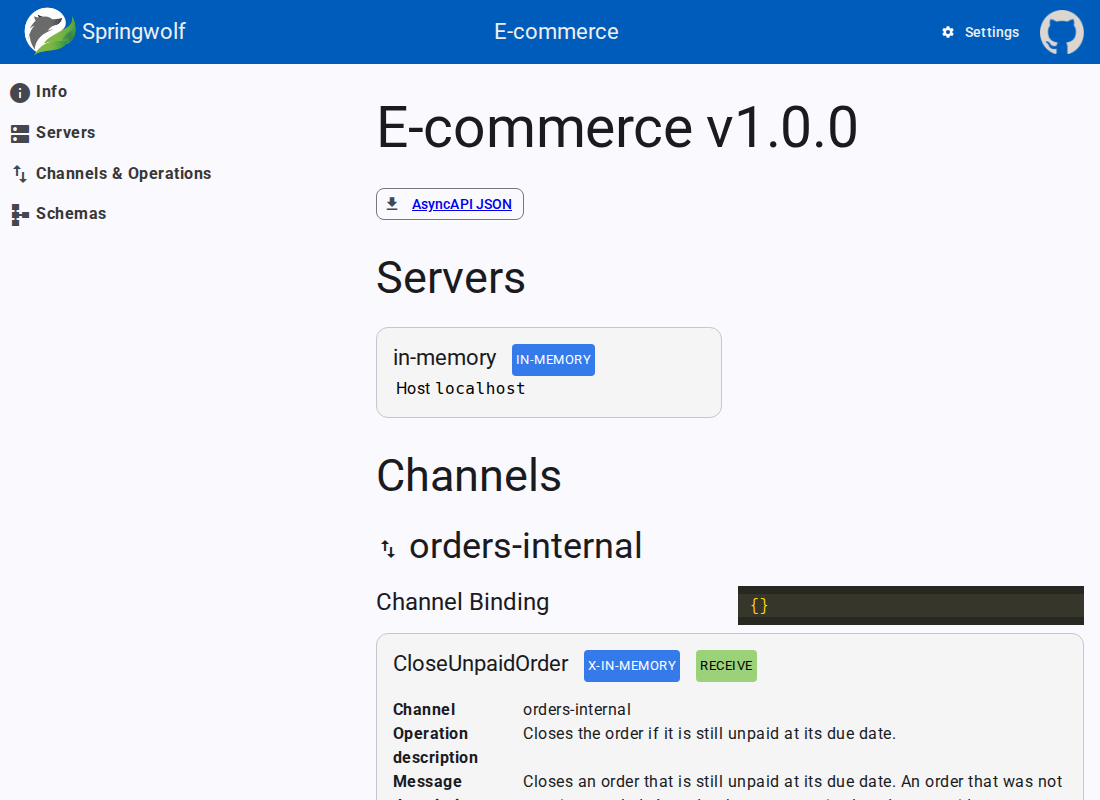 Springwolf
E-commerce
Settings
Info
Servers
Channels & Operations
Schemas
E-commerce v1.0.0
AsyncAPI JSON
Servers
in-memory IN-MEMORY
Host localhost
Channels
orders-internal
Channel Binding
{}
CloseUnpaidOrder X-IN-MEMORY RECEIVE
Channel orders-internal
Operation Closes the order if it is still unpaid at its due date.
description
Message Closes an order that is still unpaid at its due date. An order that was not